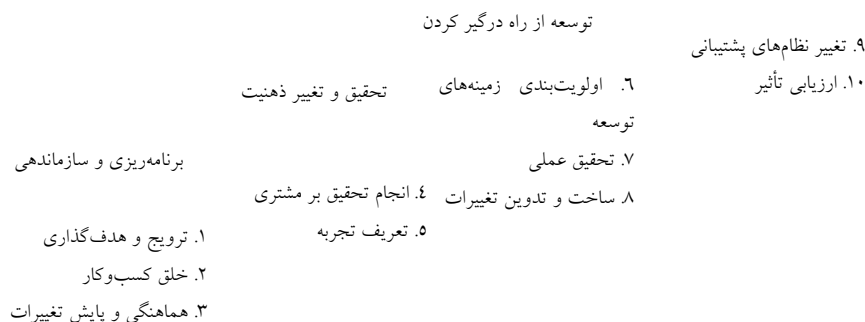 توسعه از راه درگیر کردن
۹. تغییر نظام‌های پشتیبانی
۱۰. ارزیابی تأثیر
تحقیق و تغییر ذهنیت
۶. اولویت‌بندی زمینه‌های
توسعه
۷. تحقیق عملی
۸. ساخت و تدوین تغییرات
برنامه‌ریزی و سازماندهی
۴. انجام تحقیق بر مشتری
۵. تعریف تجربه
۱. ترویج و هدف‌گذاری
۲. خلق کسب‌وکار
۳. هماهنگی و پایش تغییرات